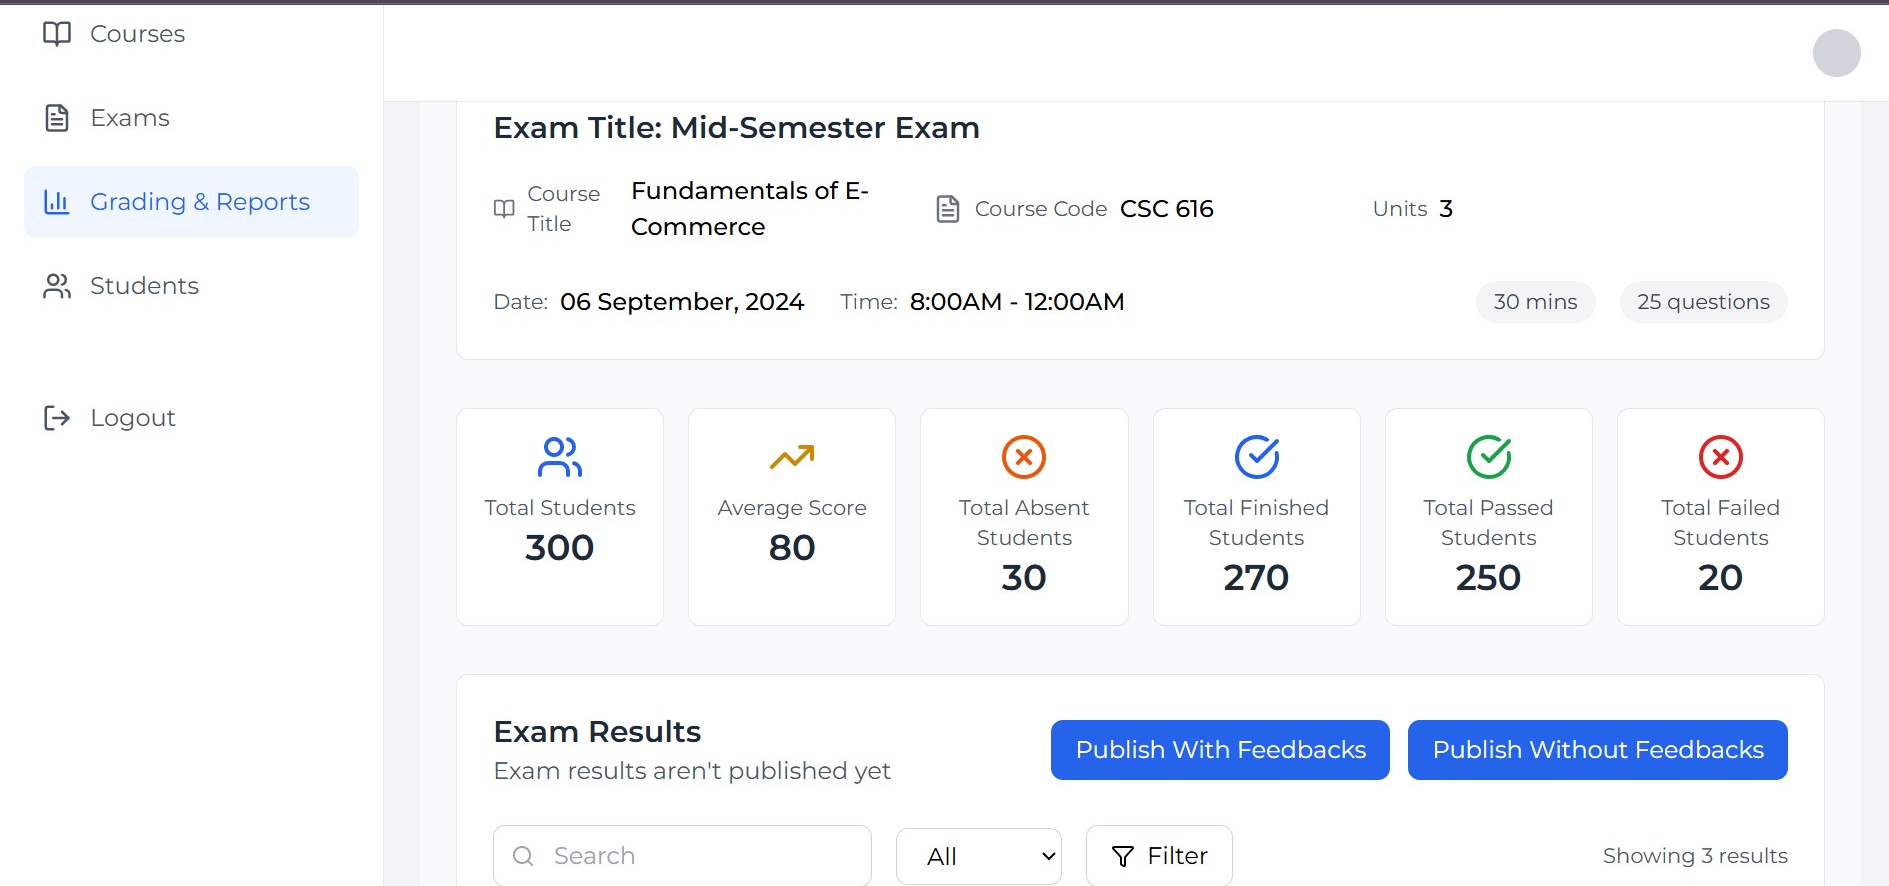 Courses
Exams
Grading & Reports
Students
Logout
Exam Title: Mid-Semester Exam
Course Title
Fundamentals of E-Commerce
Course Code CSC 616
Units 3
Date: 06 September, 2024 Time: 8:00AM - 12:00AM
30 mins
25 questions
Total Students
300
Average Score
80
Total Absent
Students
30
Total Finished
Students
270
Total Passed
Students
250
Total Failed
Students
20
Exam Results
Exam results aren't published yet
Publish With Feedbacks
Publish Without Feedbacks
Search
All
Filter
Showing 3 results